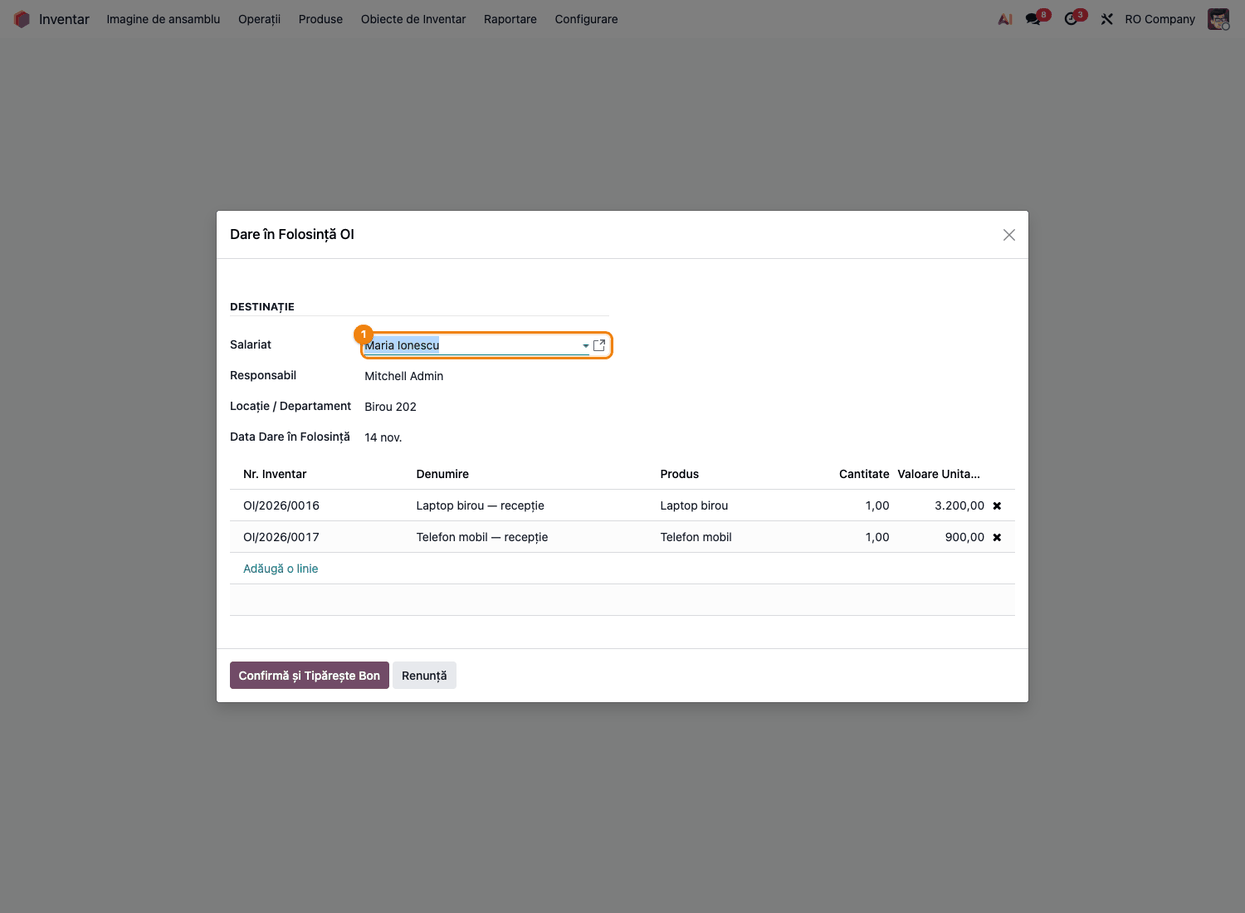 Inventar Imagine de ansamblu Operații Produse Obiecte de Inventar Raportare Configurare AI 8 3 RO Company
Dare în Folosință OI
DESTINAȚIE
1
Salariat Maria Ionescu
Responsabil Mitchell Admin
Locație / Departament Birou 202
Data Dare în Folosință 14 nov.
Nr. Inventar Denumire Produs Cantitate Valoare Unita...
OI/2026/0016 Laptop birou — recepție Laptop birou 1,00 3.200,00
OI/2026/0017 Telefon mobil — recepție Telefon mobil 1,00 900,00
Adăugă o linie
Confirmă și Tipărește Bon Renunță